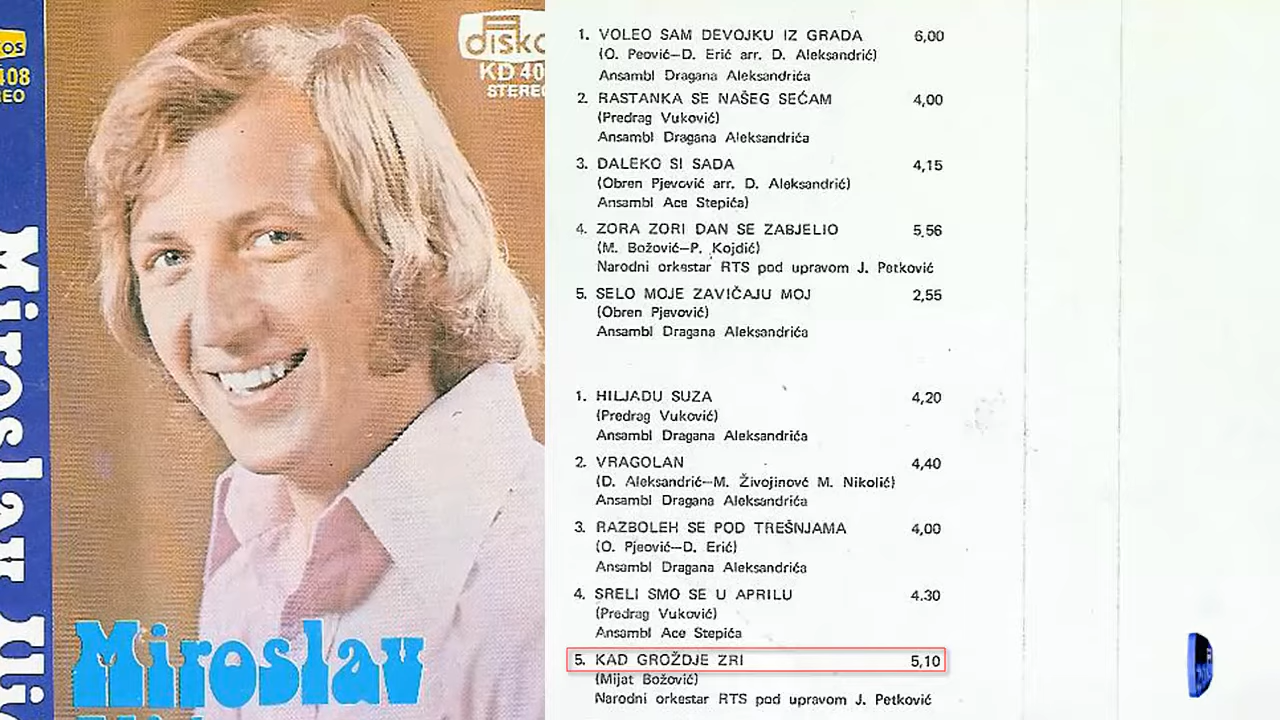 408
disko
KD 40
STEREO
Miroslav
Miroslav
1. VOLEO SAM DEVOJKU IZ GRADA 6,00
(O. Peović—D. Erić arr. D. Aleksandrić)
Ansambl Dragana Aleksandrića
2. RASTANKA SE NAŠEG SEĆAM 4,00
(Predrag Vuković)
Ansambl Dragana Aleksandrića
3. DALEKO SI SADA 4,15
(Obren Pjevović arr. D. Aleksandrić)
Ansambl Ace Stepića)
4. ZORA ZORI DAN SE ZABJELIO 5,56
(M. Božović—P. Kojdić)
Narodni orkestar RTS pod upravom J. Petković
5. SELO MOJE ZAVIČAJU MOJ 2,55
(Obren Pjevović)
Ansambl Dragana Aleksandrića
1. HILJADU SUZA 4,20
(Predrag Vuković)
Ansambl Dragana Aleksandrića
2. VRAGOLAN 4,40
(D. Aleksandrić—M. Živojinovć M. Nikolić)
Ansambl Dragana Aleksandrića
3. RAZBOLEH SE POD TREŠNJAMA 4,00
(O. Pjeović—D. Erić)
Ansambl Dragana Aleksandrića
4. SRELI SMO SE U APRILU 4.30
(Predrag Vuković)
Ansambl Ace Stepića
5. KAD GROŽDJE ZRI 5,10
(Mijat Božović)
Narodni orkestar RTS pod upravom J. Petković